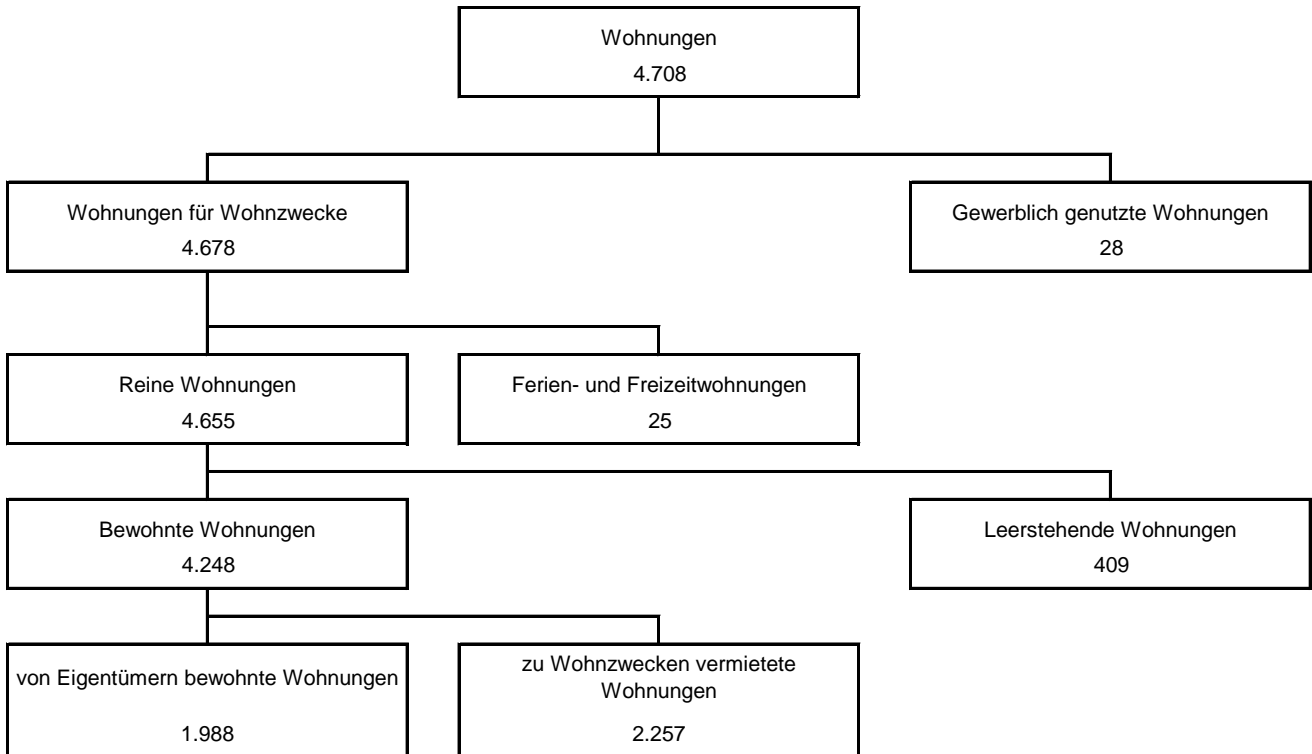 Wohnungen
4.708
Wohnungen für Wohnzwecke
4.678
Gewerblich genutzte Wohnungen
28
Reine Wohnungen
4.655
Ferien- und Freizeitwohnungen
25
Bewohnte Wohnungen
4.248
Leerstehende Wohnungen
409
von Eigentümern bewohnte Wohnungen
1.988
zu Wohnzwecken vermietete
Wohnungen
2.257